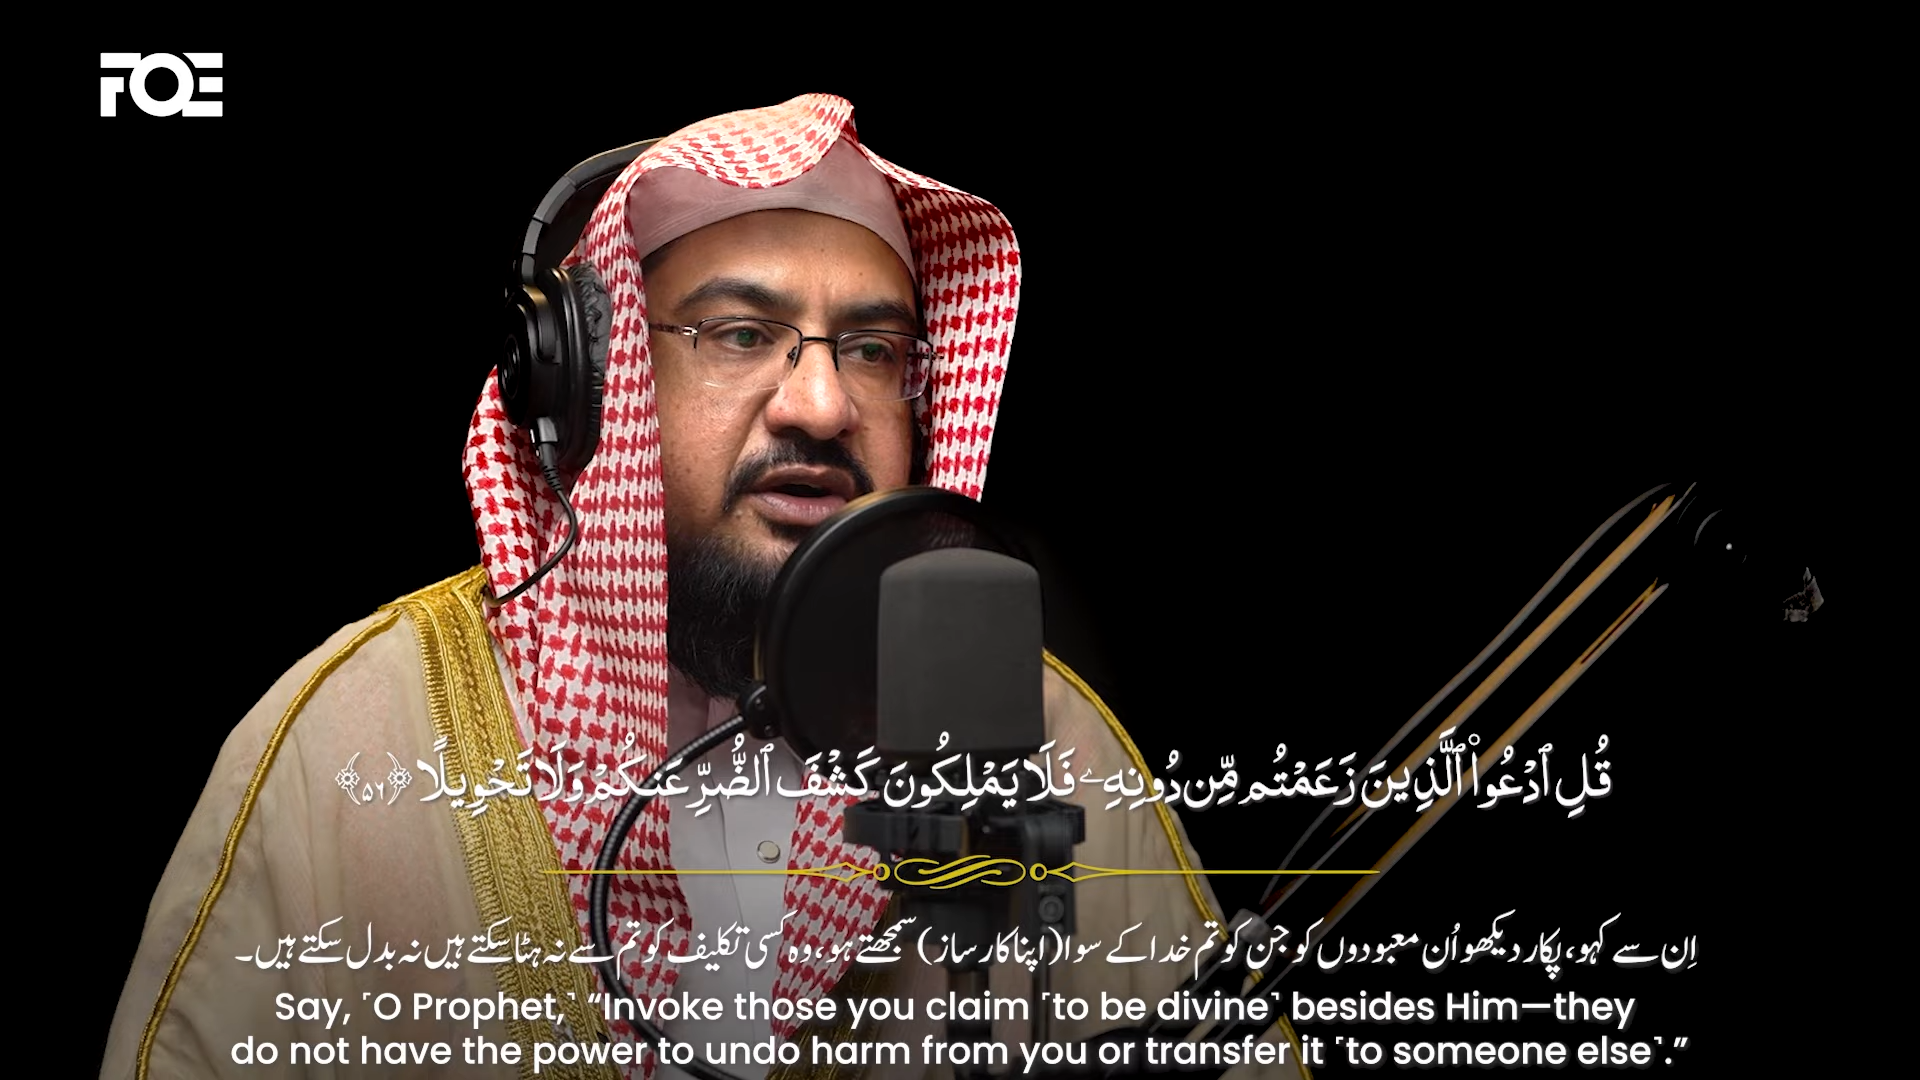 FOE
قُلِ ٱدْعُوا۟ ٱلَّذِينَ زَعَمْتُم مِّن دُونِهِۦ فَلَا يَمْلِكُونَ كَشْفَ ٱلضُّرِّ عَنكُمْ وَلَا تَحْوِيلًا ﴿۵۶﴾
اِن سے کہو، پکار دیکھو اُن معبودوں کو جن کو تم خدا کے سوا (اپنا کارساز) سمجھتے ہو، وہ کسی تکلیف کو تم سے نہ ہٹا سکتے ہیں نہ بدل سکتے ہیں۔
Say, ˹O Prophet,˺ “Invoke those you claim ˹to be divine˺ besides Him—they
do not have the power to undo harm from you or transfer it ˹to someone else˺.”